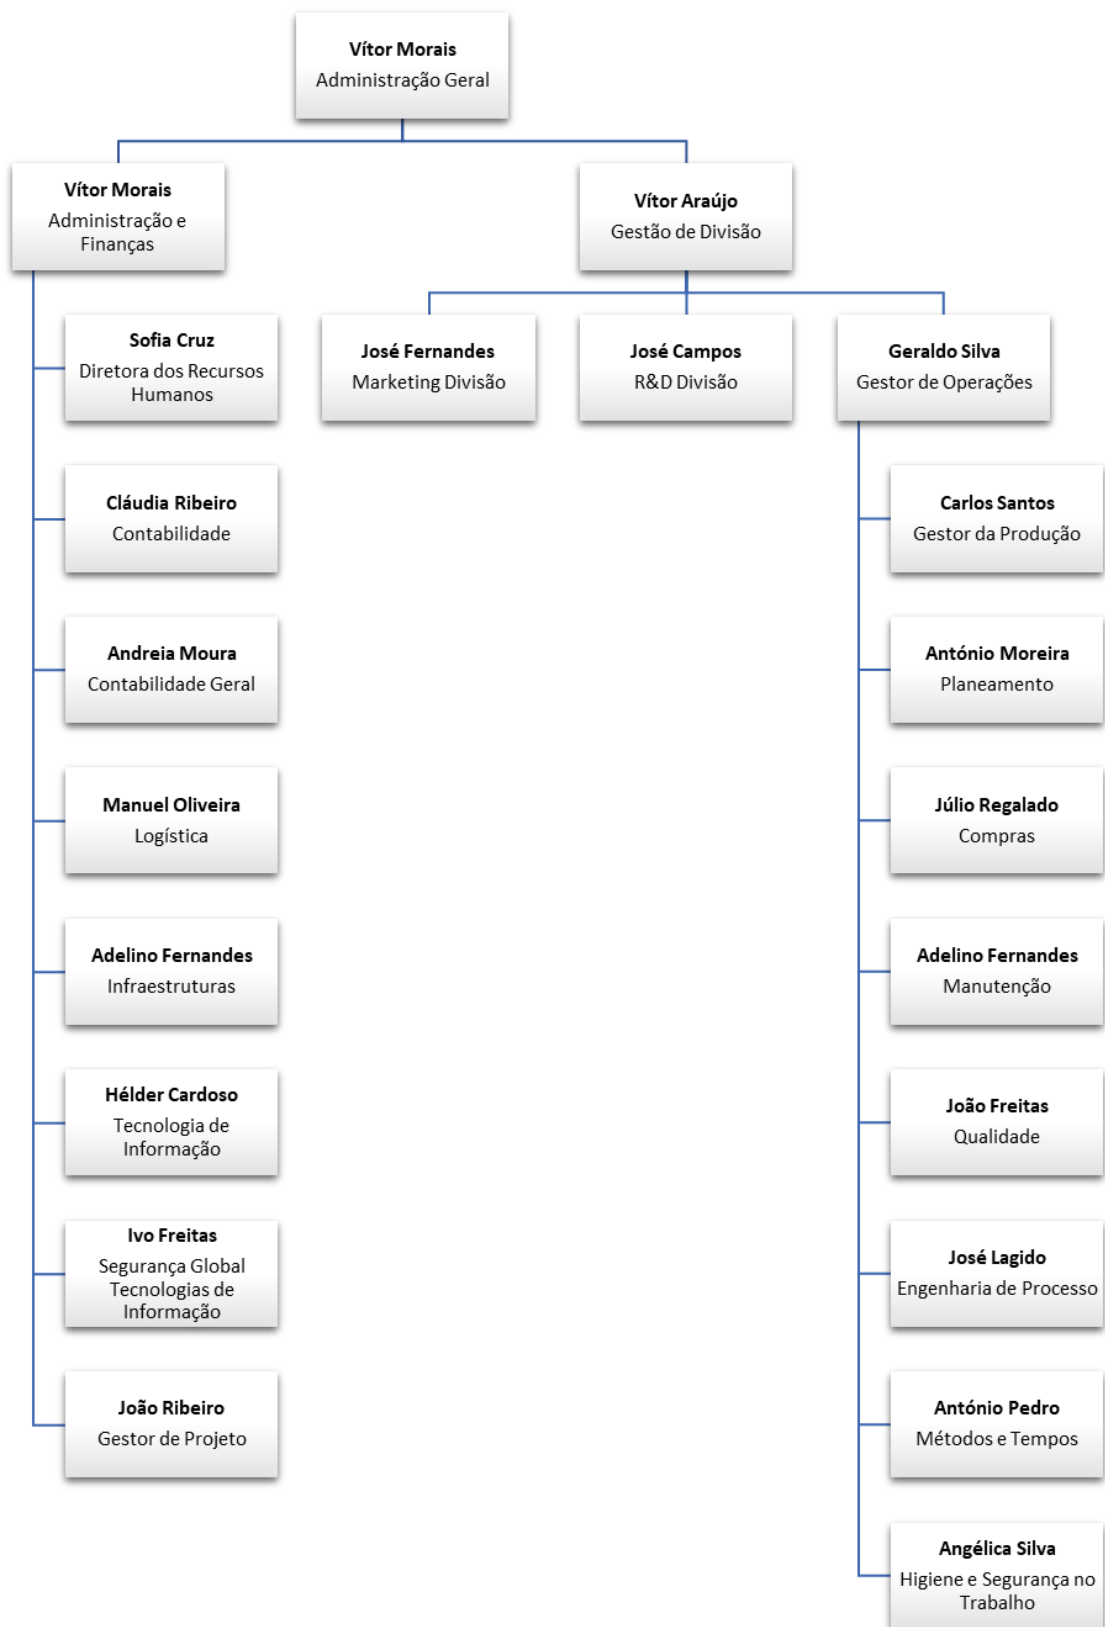 Vítor Morais
Administração Geral
Vítor Morais
Administração e
Finanças
Vítor Araújo
Gestão de Divisão
Sofia Cruz
Diretora dos Recursos
Humanos
José Fernandes
Marketing Divisão
José Campos
R&D Divisão
Geraldo Silva
Gestor de Operações
Cláudia Ribeiro
Contabilidade
Andreia Moura
Contabilidade Geral
Manuel Oliveira
Logística
Adelino Fernandes
Infraestruturas
Hélder Cardoso
Tecnologia de
Informação
Ivo Freitas
Segurança Global
Tecnologias de
Informação
João Ribeiro
Gestor de Projeto
Carlos Santos
Gestor da Produção
António Moreira
Planeamento
Júlio Regalado
Compras
Adelino Fernandes
Manutenção
João Freitas
Qualidade
José Lagido
Engenharia de Processo
António Pedro
Métodos e Tempos
Angélica Silva
Higiene e Segurança no
Trabalho